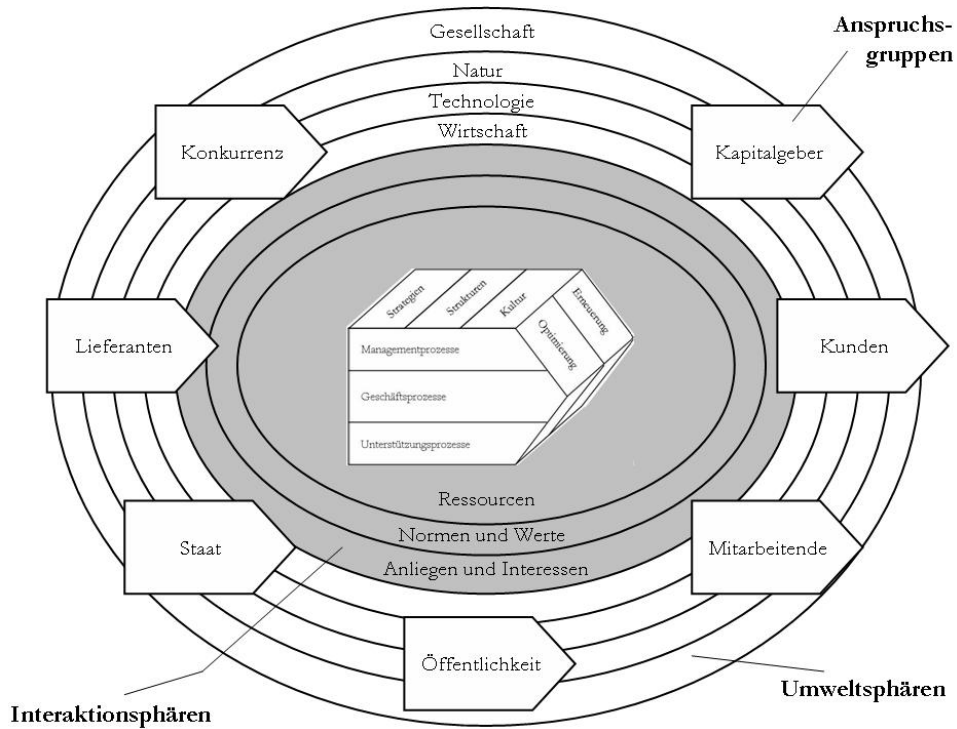 Gesellschaft
Anspruchs-
gruppen
Natur
Technologie
Wirtschaft
Konkurrenz
Kapitalgeber
Strategien
Strukturen
Kultur
Erneuerung
Optimierung
Lieferanten
Managementprozesse
Kunden
Geschäftsprozesse
Unterstützungsprozesse
Ressourcen
Normen und Werte
Staat
Mitarbeitende
Anliegen und Interessen
Öffentlichkeit
Umweltsphären
Interaktionsphären